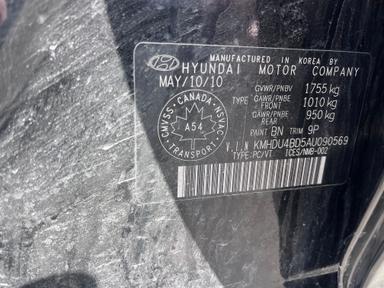 MANUFACTURED IN KOREA BY
HYUNDAI MOTOR COMPANY
MAY/10/10
GVWR/PNBV 1755 kg
TYPE GAWR/PNBE FRONT 1010 kg
GAWR/PNBE REAR 950 kg
PAINT BN TRIM 9P
V.I.N KMHDU4BD5AU090569
TYPE:PC/VT ICES/NMB-002
CANADA
CMVSS
NSVAC
A54
TRANSPORT